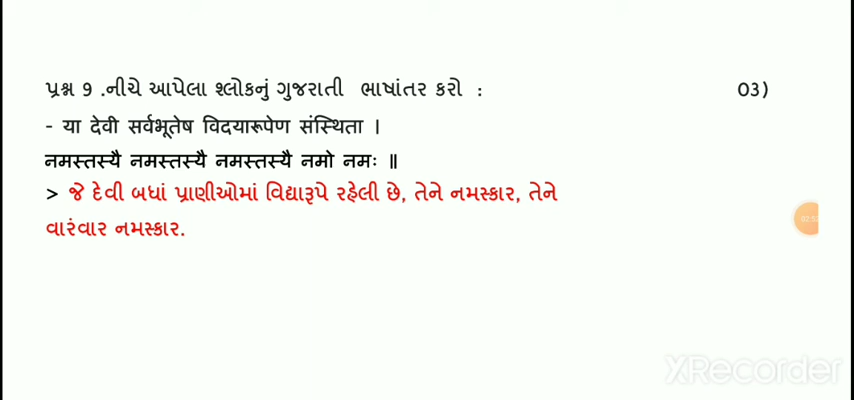 પ્રશ્ન 9 .નીચે આપેલા શ્લોકનું ગુજરાતી ભાષાંતર કરો : 03)
- या देवी सर्वभूतेष विदयारूपेण संस्थिता ।
नमस्तस्यै नमस्तस्यै नमस्तस्यै नमो नमः ॥
> જે દેવી બધાં પ્રાણીઓમાં વિદ્યારૂપે રહેલી છે, તેને નમસ્કાર, તેને
વારંવાર નમસ્કાર.
XRecorder